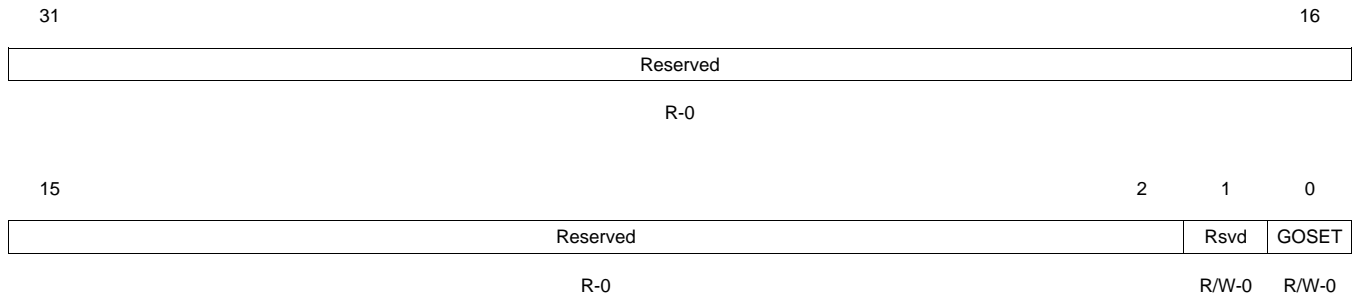 31 16
Reserved
R-0
15 2 1 0
Reserved Rsvd GOSET
R-0 R/W-0 R/W-0